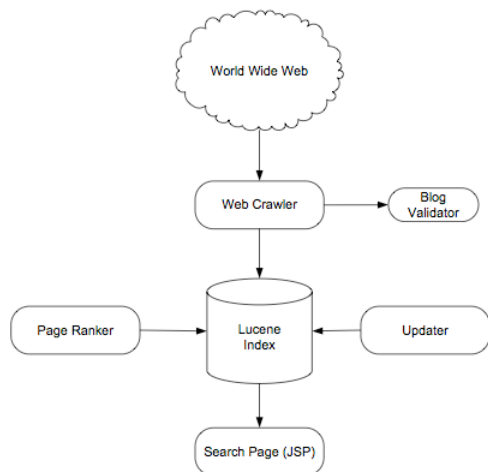 World Wide Web
Web Crawler
Blog
Validator
Page Ranker
Lucene
Index
Updater
Search Page (JSP)